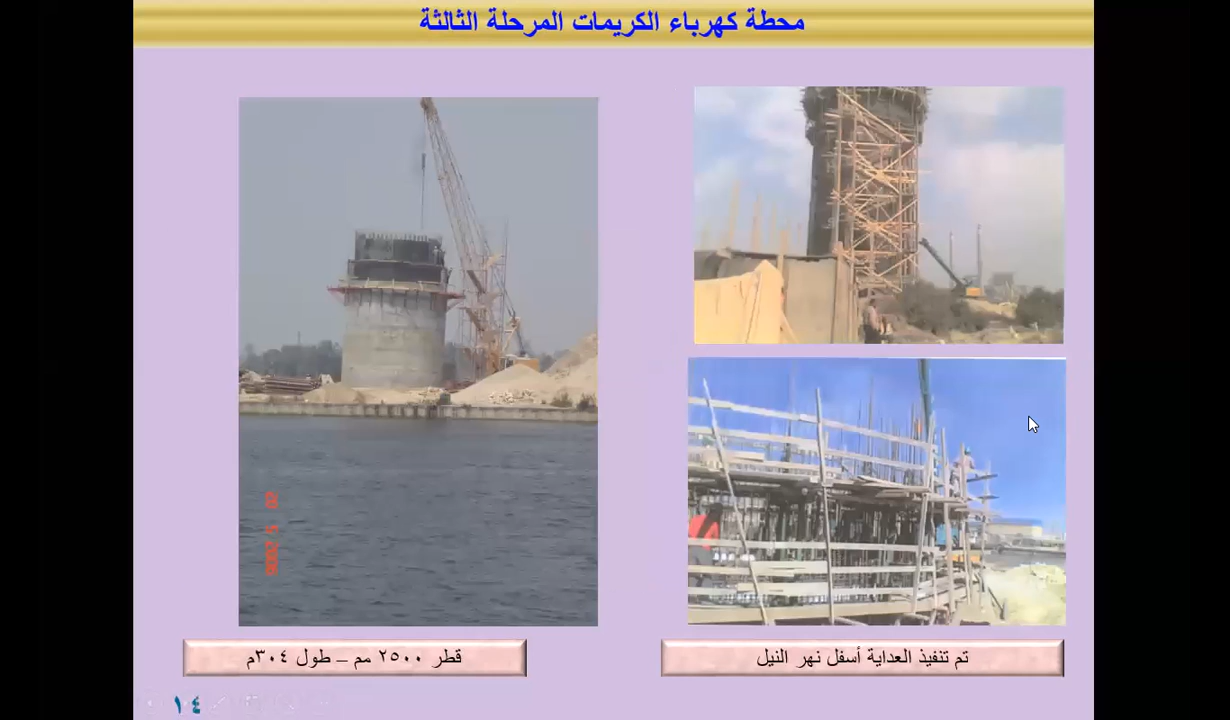 محطة كهرباء الكريمات المرحلة الثالثة
تم تنفيذ العداية أسفل نهر النيل
قطر ٢٥٠٠ مم – طول ٣٠٤م
١٤